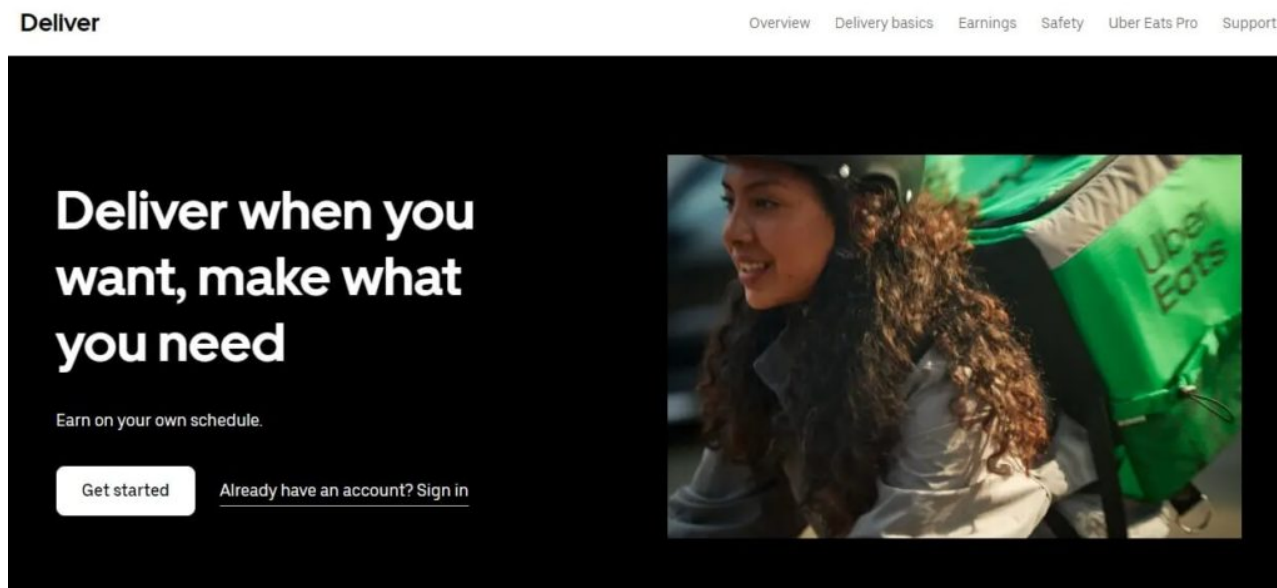 Deliver
Overview Delivery basics Earnings Safety Uber Eats Pro Support
Deliver when you
want, make what
you need
Earn on your own schedule.
Get started
Already have an account? Sign in
Uber
Eats